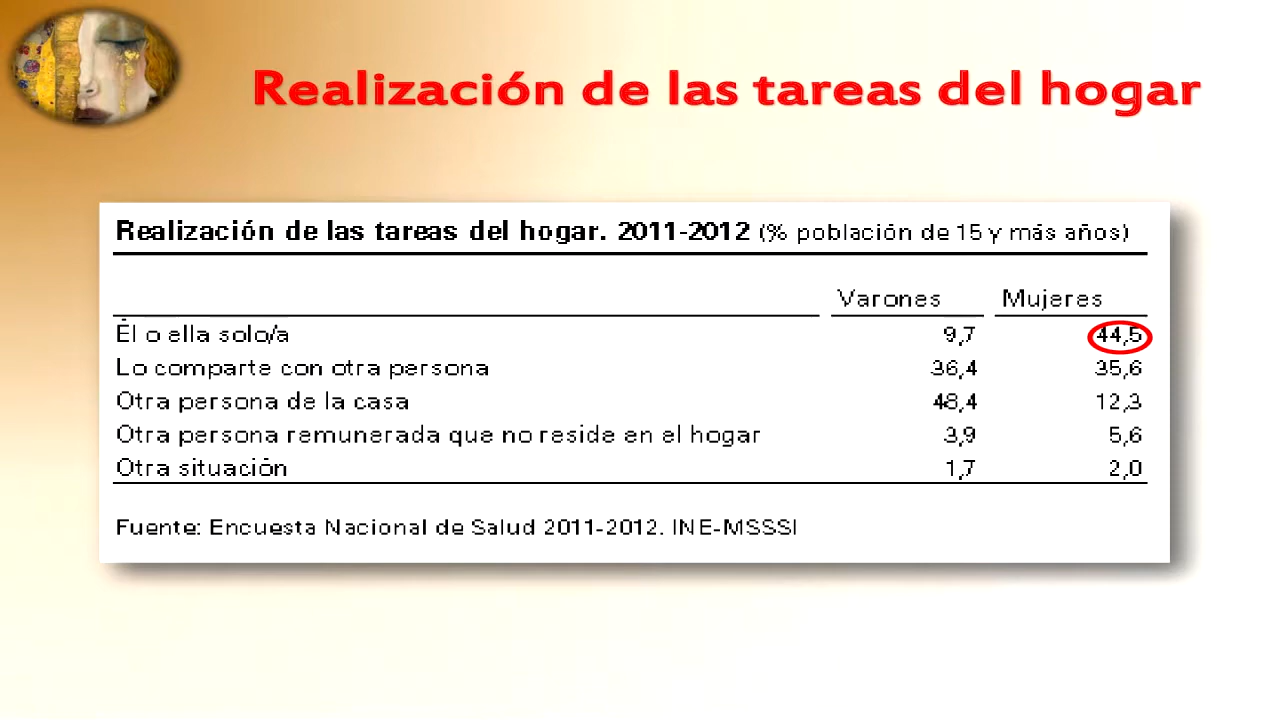 Realización de las tareas del hogar
Realización de las tareas del hogar. 2011-2012 (% población de 15 y más años)
Varones Mujeres
Él o ella solo/a 9,7 44,5
Lo comparte con otra persona 36,4 35,6
Otra persona de la casa 48,4 12,3
Otra persona remunerada que no reside en el hogar 3,9 5,6
Otra situación 1,7 2,0
Fuente: Encuesta Nacional de Salud 2011-2012. INE-MSSSI